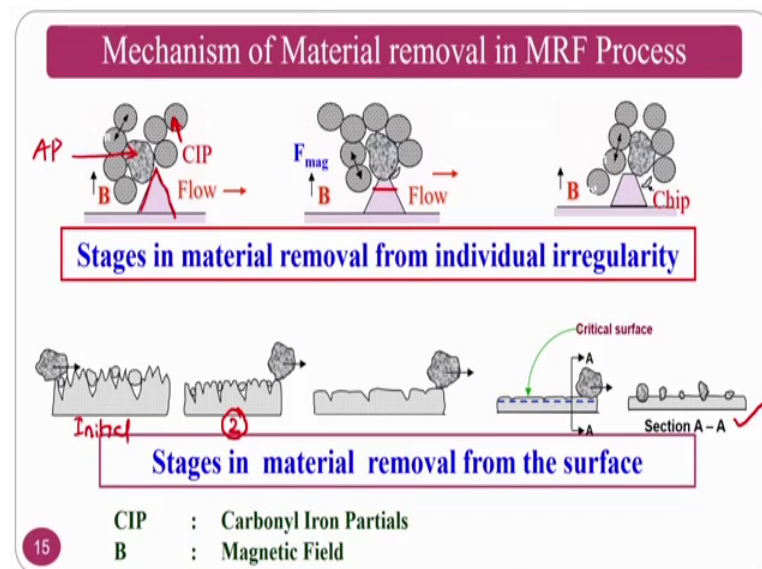 Mechanism of Material removal in MRF Process
AP
CIP
B
Flow
F mag
B
Flow
B
Chip
Stages in material removal from individual irregularity
Critical surface
A
A
Initial
2
Section A – A
Stages in material removal from the surface
CIP : Carbonyl Iron Partials
B : Magnetic Field
15